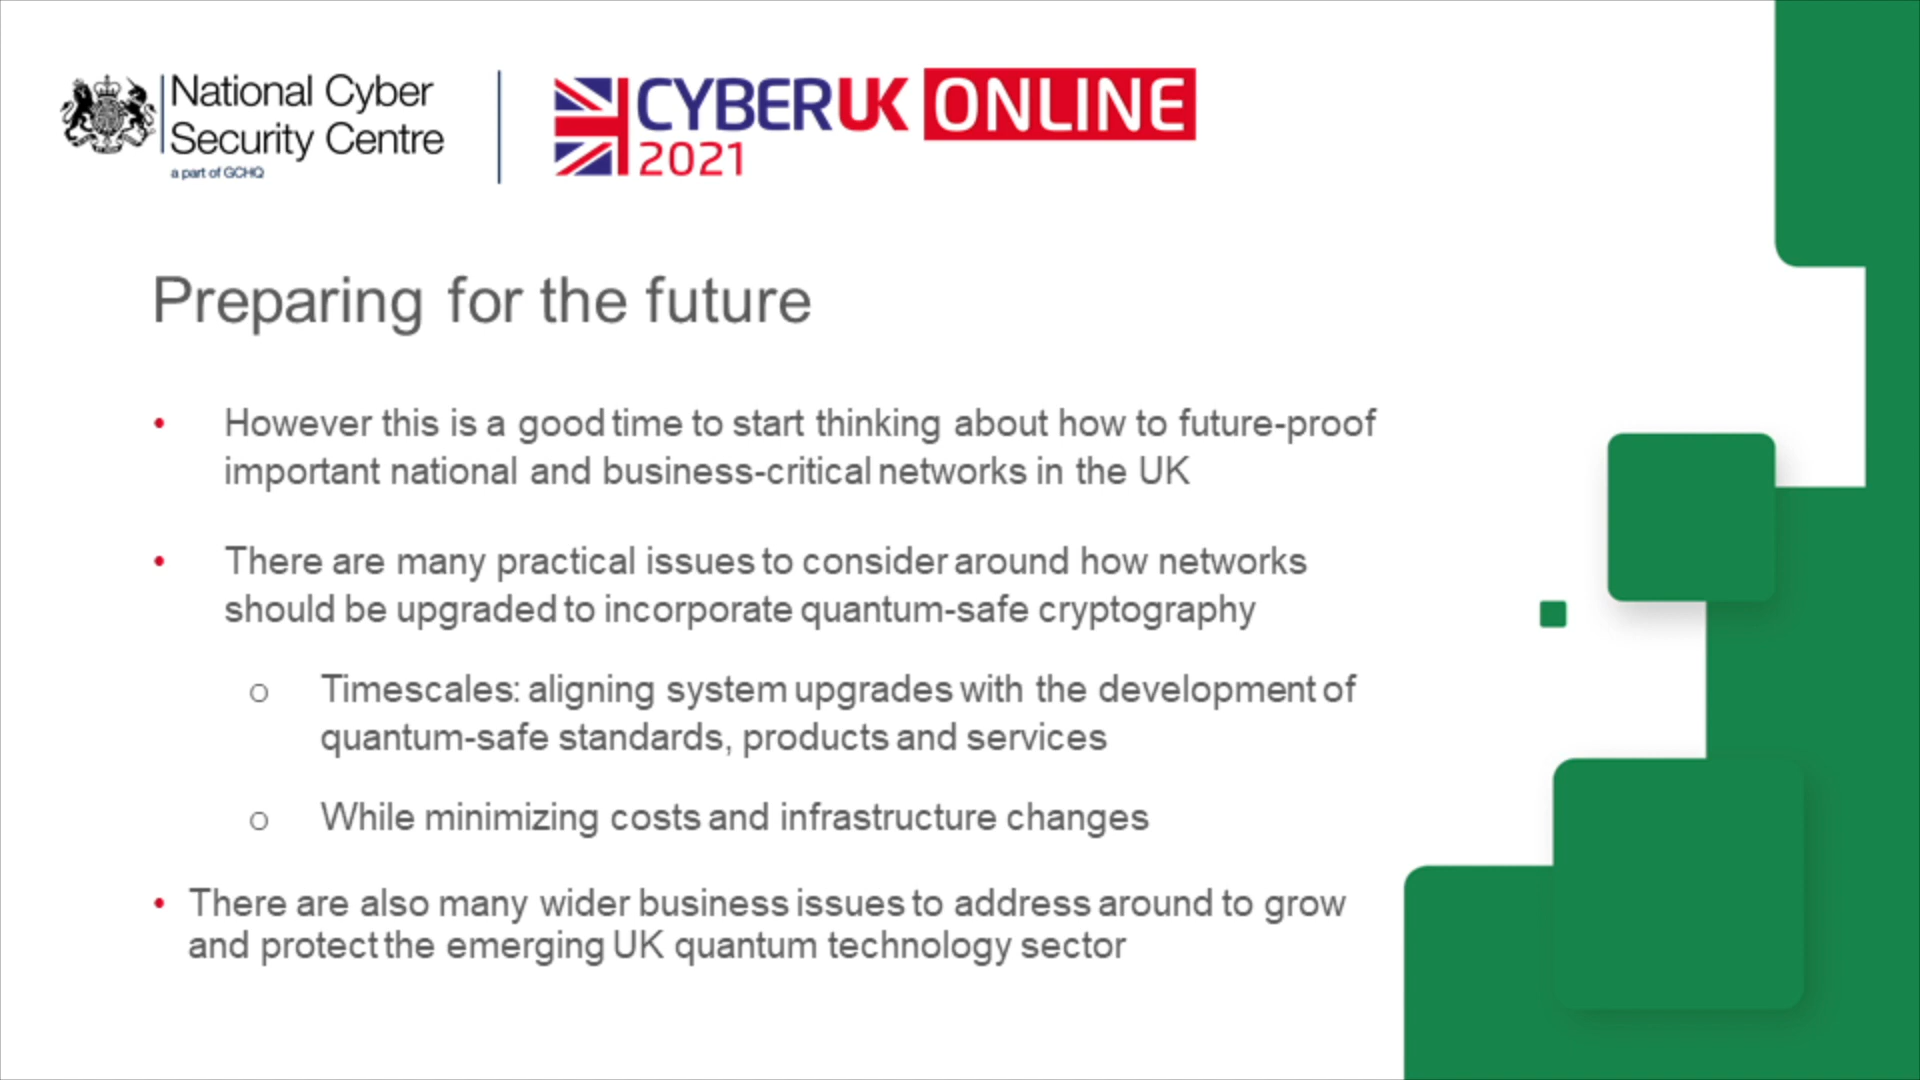 National Cyber
Security Centre
a part of GCHQ
CYBERUK ONLINE
2021
Preparing for the future
• However this is a good time to start thinking about how to future-proof
important national and business-critical networks in the UK
• There are many practical issues to consider around how networks
should be upgraded to incorporate quantum-safe cryptography
o Timescales: aligning system upgrades with the development of
quantum-safe standards, products and services
o While minimizing costs and infrastructure changes
• There are also many wider business issues to address around to grow
and protect the emerging UK quantum technology sector